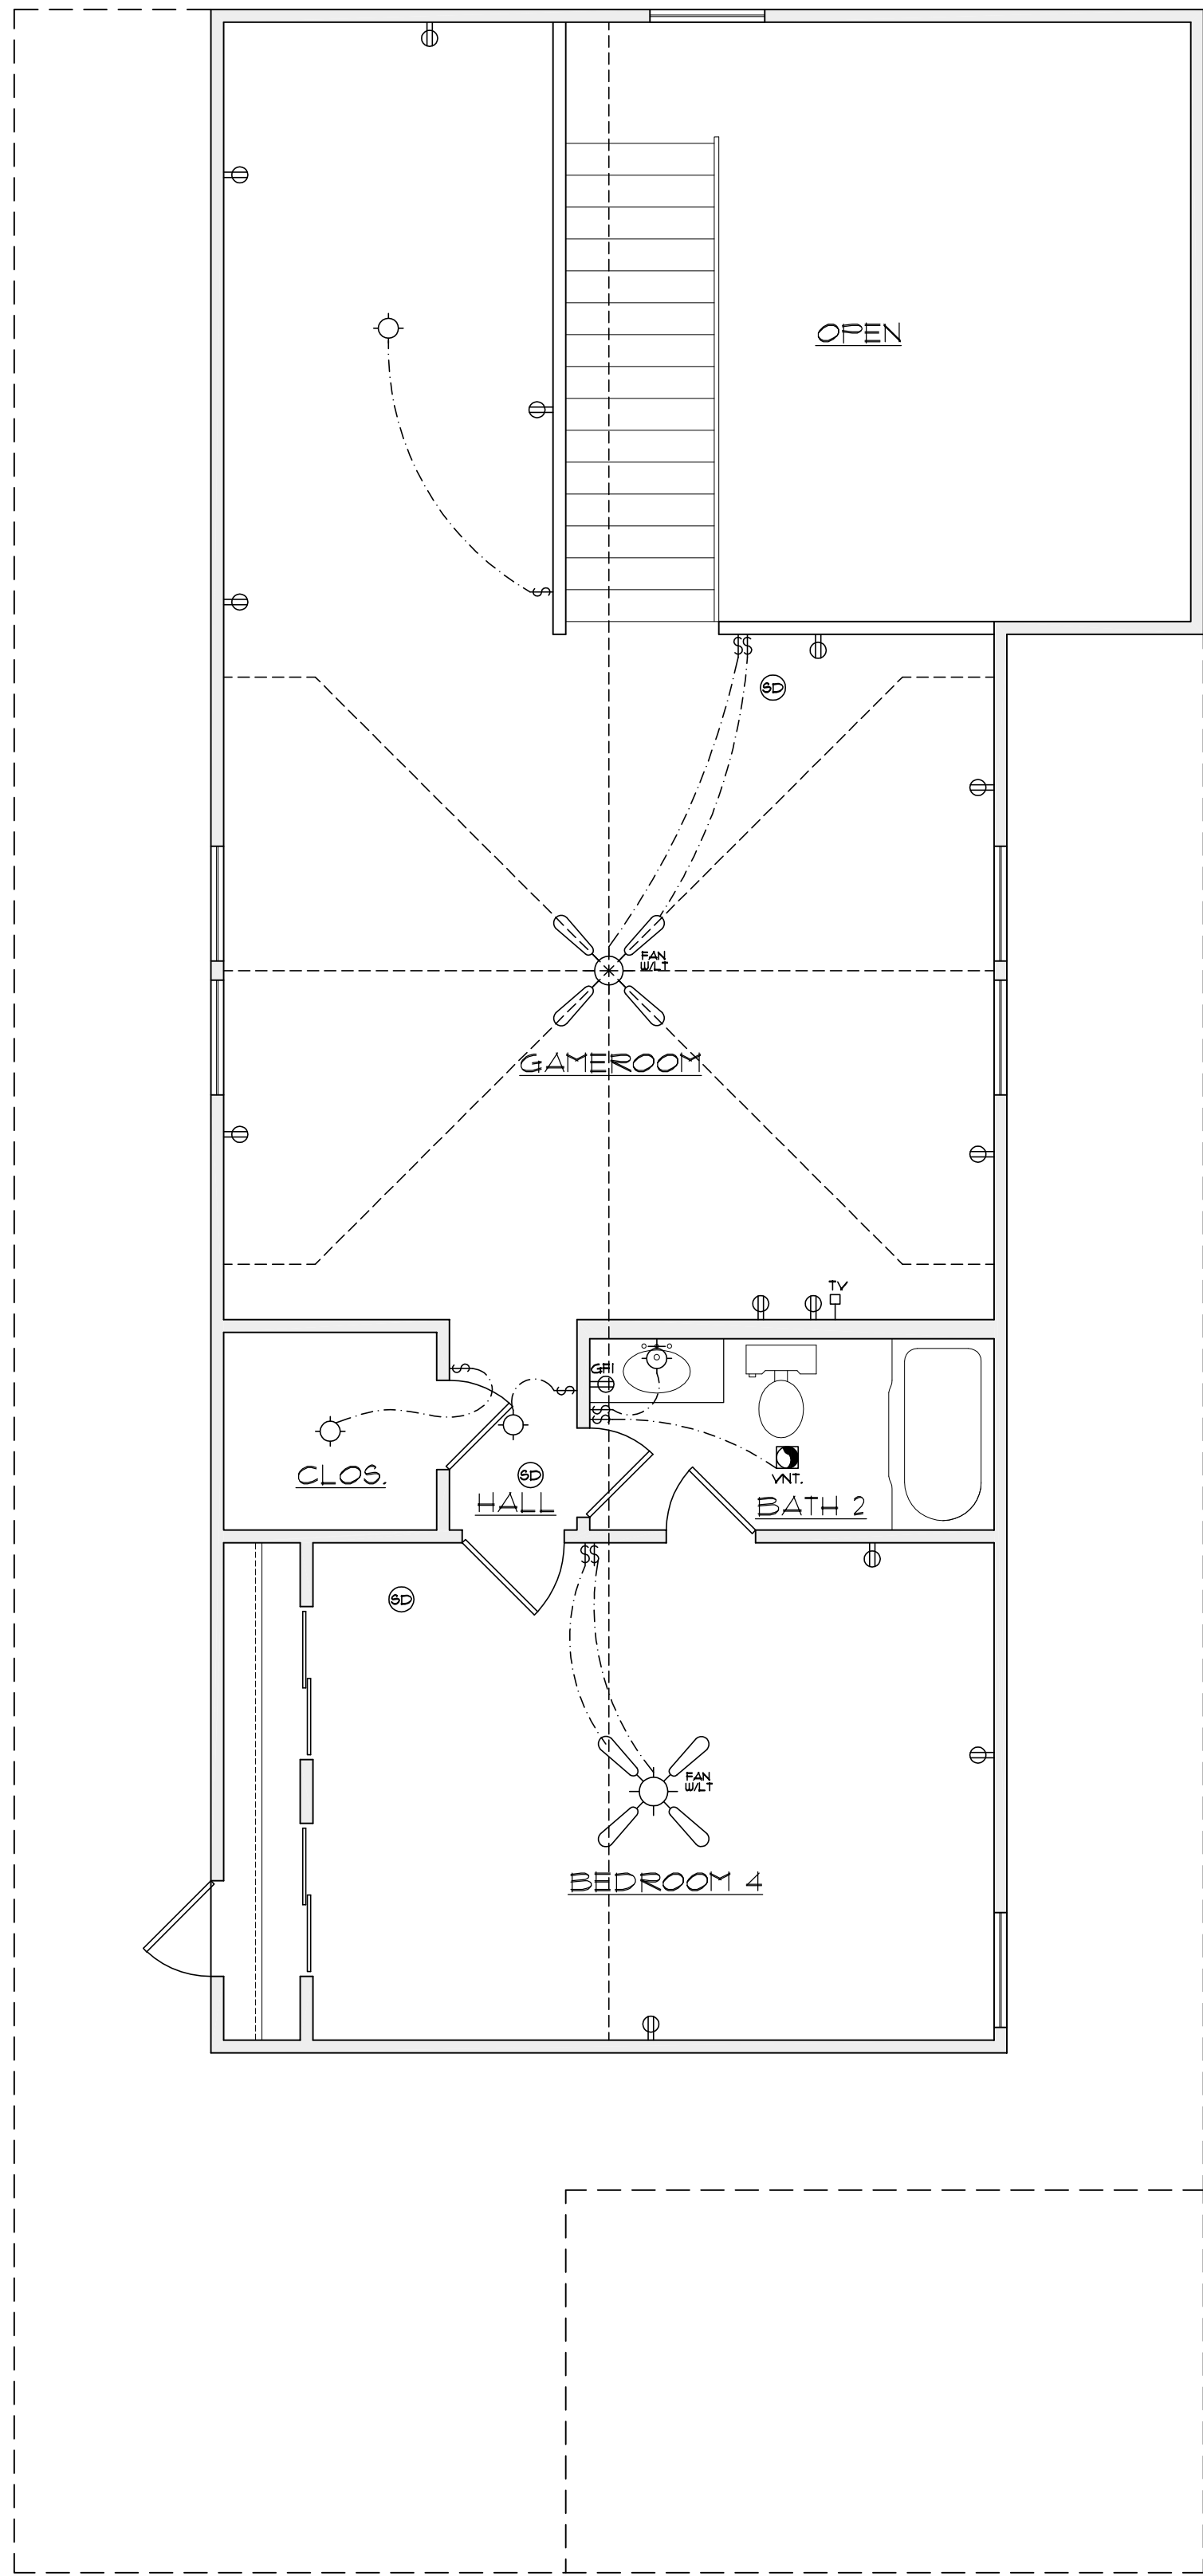 OPEN
$
$$
SD
FAN
W/LT
GAMEROOM
TV
$
$
GFI
$
$
CLOS.
SD
HALL
VNT.
BATH 2
$$
SD
FAN
W/LT
BEDROOM 4